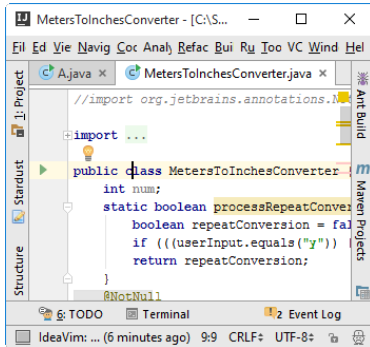 MetersToInchesConverter - [C:\S...
Fil Ed Vie Navig Coc Analy Refac Bui Ru Too VC Wind Hel
A.java × MetersToInchesConverter.java ×
1: Project
Stardust
Structure
//import org.jetbrains.annotations.N
import ...
public class MetersToInchesConverter
int num;
static boolean processRepeatConver
boolean repeatConversion = fal
if (((userInput.equals("y")) |
return repeatConversion;
}
@NotNull
Ant Build
m Maven Projects
6: TODO Terminal 2 Event Log
IdeaVim: ... (6 minutes ago) 9:9 CRLF÷ UTF-8÷